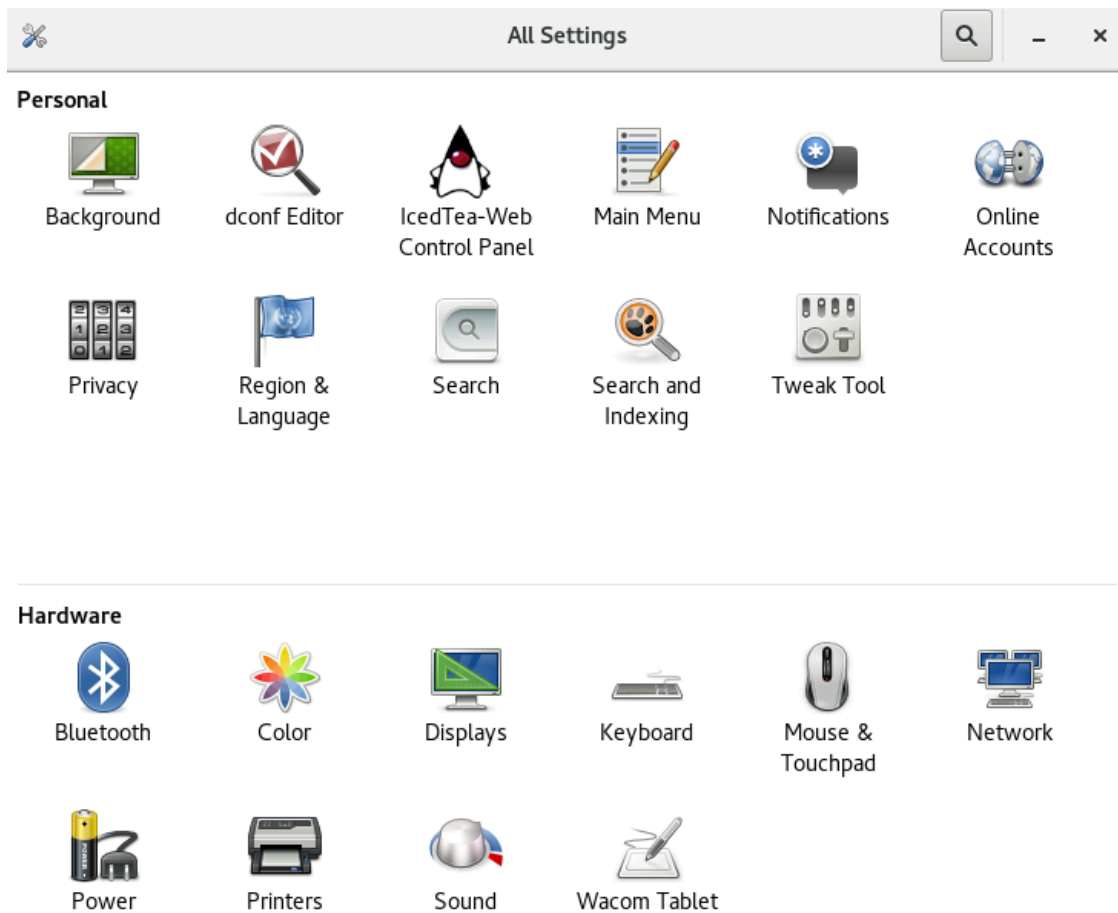 All Settings
Personal
Background
dconf Editor
IcedTea-Web
Control Panel
Main Menu
Notifications
Online
Accounts
Privacy
Region &
Language
Search
Search and
Indexing
Tweak Tool
Hardware
Bluetooth
Color
Displays
Keyboard
Mouse &
Touchpad
Network
Power
Printers
Sound
Wacom Tablet